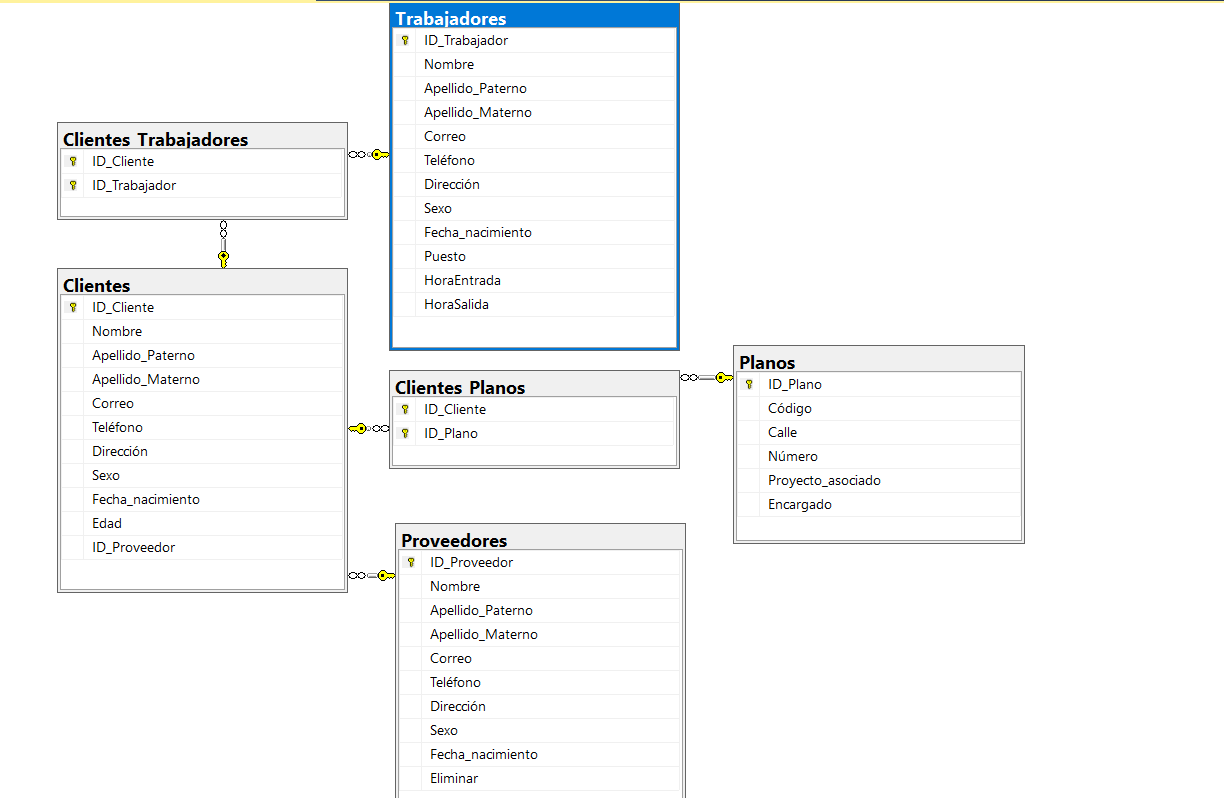 Trabajadores
ID_Trabajador
Nombre
Apellido_Paterno
Apellido_Materno
Correo
Teléfono
Dirección
Sexo
Fecha_nacimiento
Puesto
HoraEntrada
HoraSalida
Clientes_Trabajadores
ID_Cliente
ID_Trabajador
Clientes
ID_Cliente
Nombre
Apellido_Paterno
Apellido_Materno
Correo
Teléfono
Dirección
Sexo
Fecha_nacimiento
Edad
ID_Proveedor
Clientes_Planos
ID_Cliente
ID_Plano
Planos
ID_Plano
Código
Calle
Número
Proyecto_asociado
Encargado
Proveedores
ID_Proveedor
Nombre
Apellido_Paterno
Apellido_Materno
Correo
Teléfono
Dirección
Sexo
Fecha_nacimiento
Eliminar